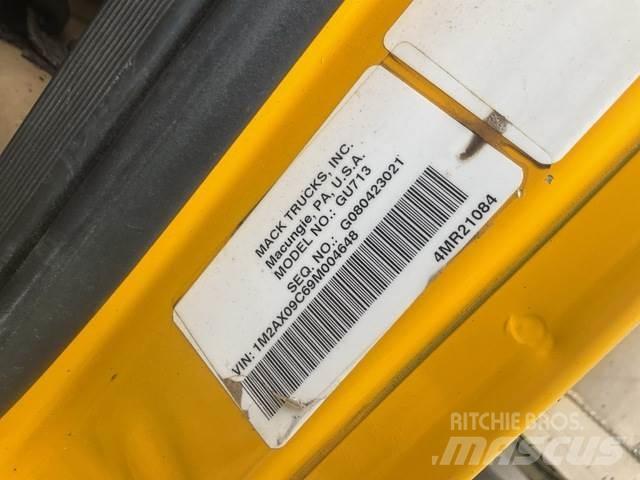 MACK TRUCKS, INC.
Macungie, PA, U.S.A.
MODEL NO.: GU713
SEQ. NO.: G080423021
VIN: 1M2AX09C69M004648
4MR21084
RITCHIE BROS.
MASCUS